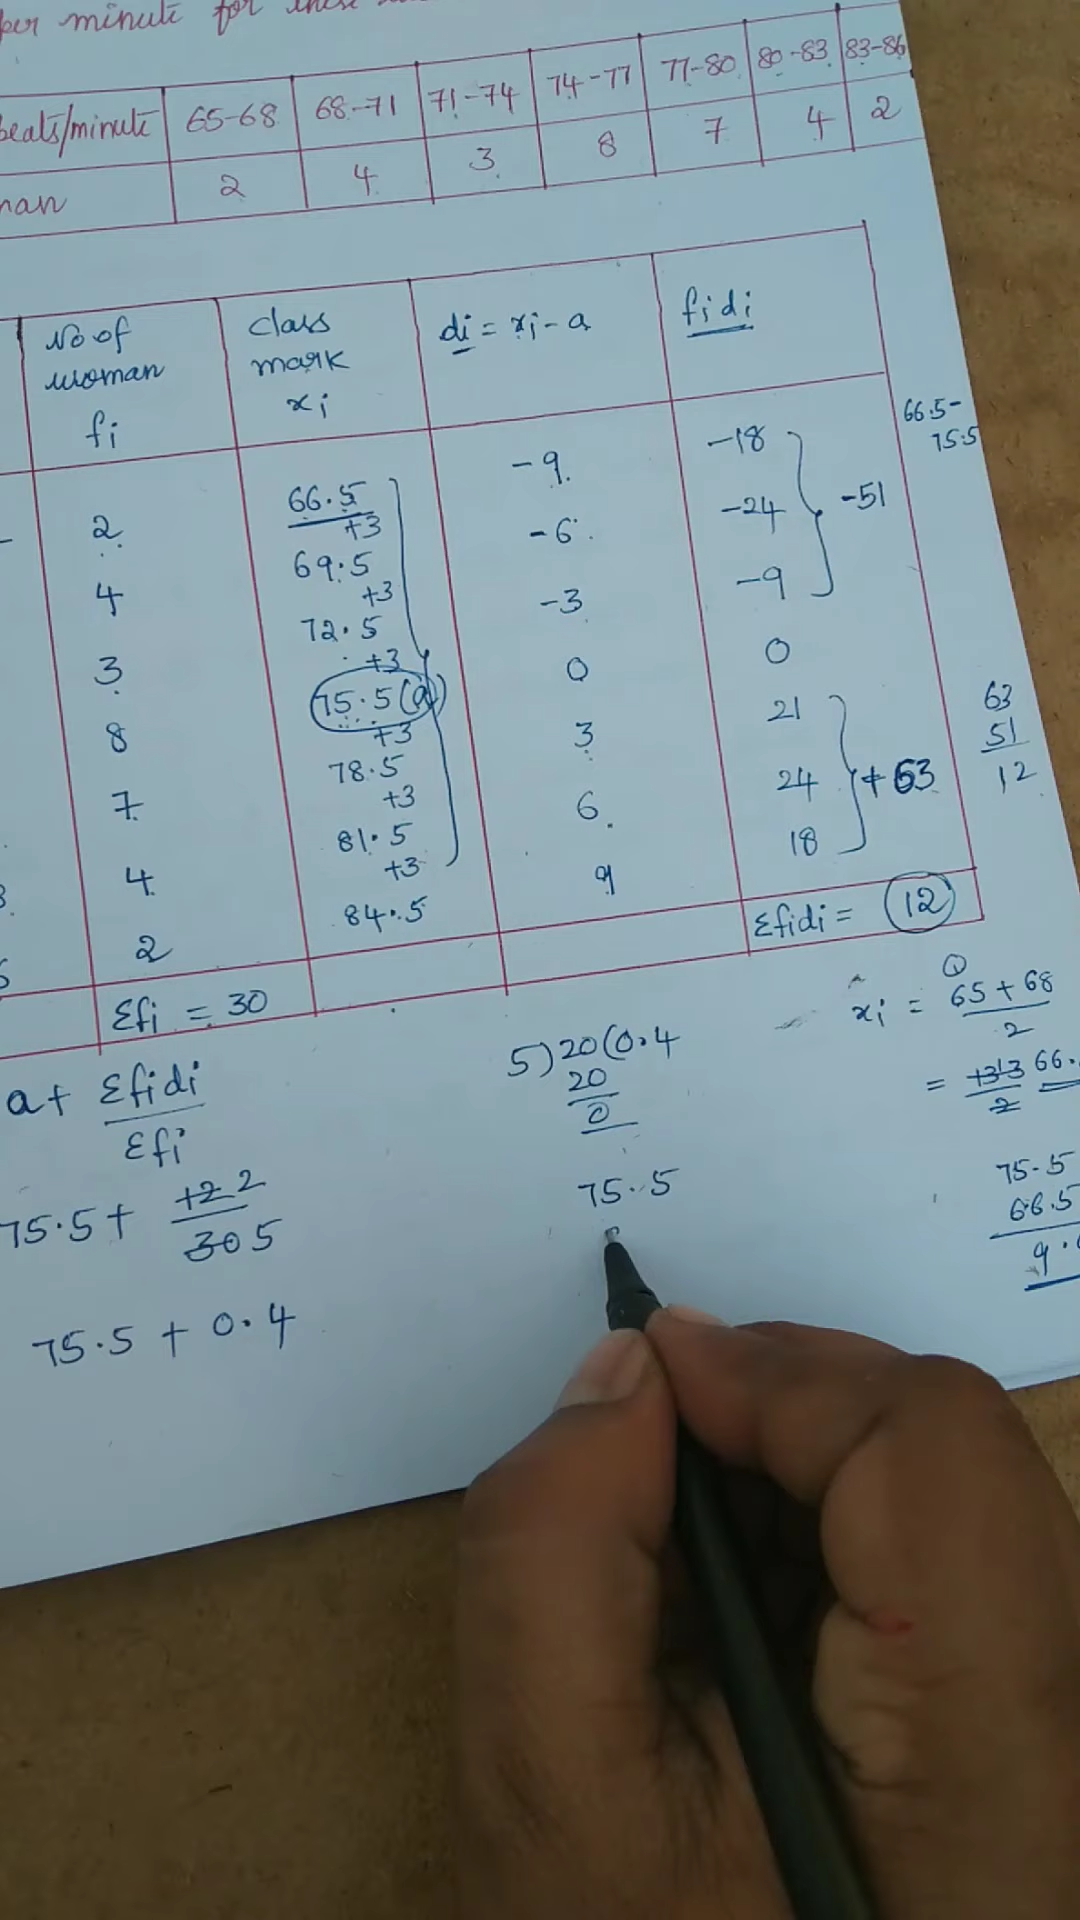 per minute for these
beats/minute 65-68 68-71 71-74 74-77 77-80 80-83 83-86
man 2 4 3 8 7 4 2
No of woman fi
class mark xi
di = xi - a
fidi
66.5-
75.5
2 66.5 -9 -18
+3
4 69.5 -6 -24 -51
+3
3 72.5 -3 -9
+3
8 75.5(a) 0 0
+3
7 78.5 3 21
+3
4 81.5 6 24 +63
+3
2 84.5 9 18
63
51
12
Σfi = 30
Σfidi = 12
a + Σfidi
Σfi
75.5 + 12 2
30 5
75.5 + 0.4
5)20(0.4
20
0
75.5
①
xi = 65 + 68
2
= 133 66.
2
75.5
66.5
9.